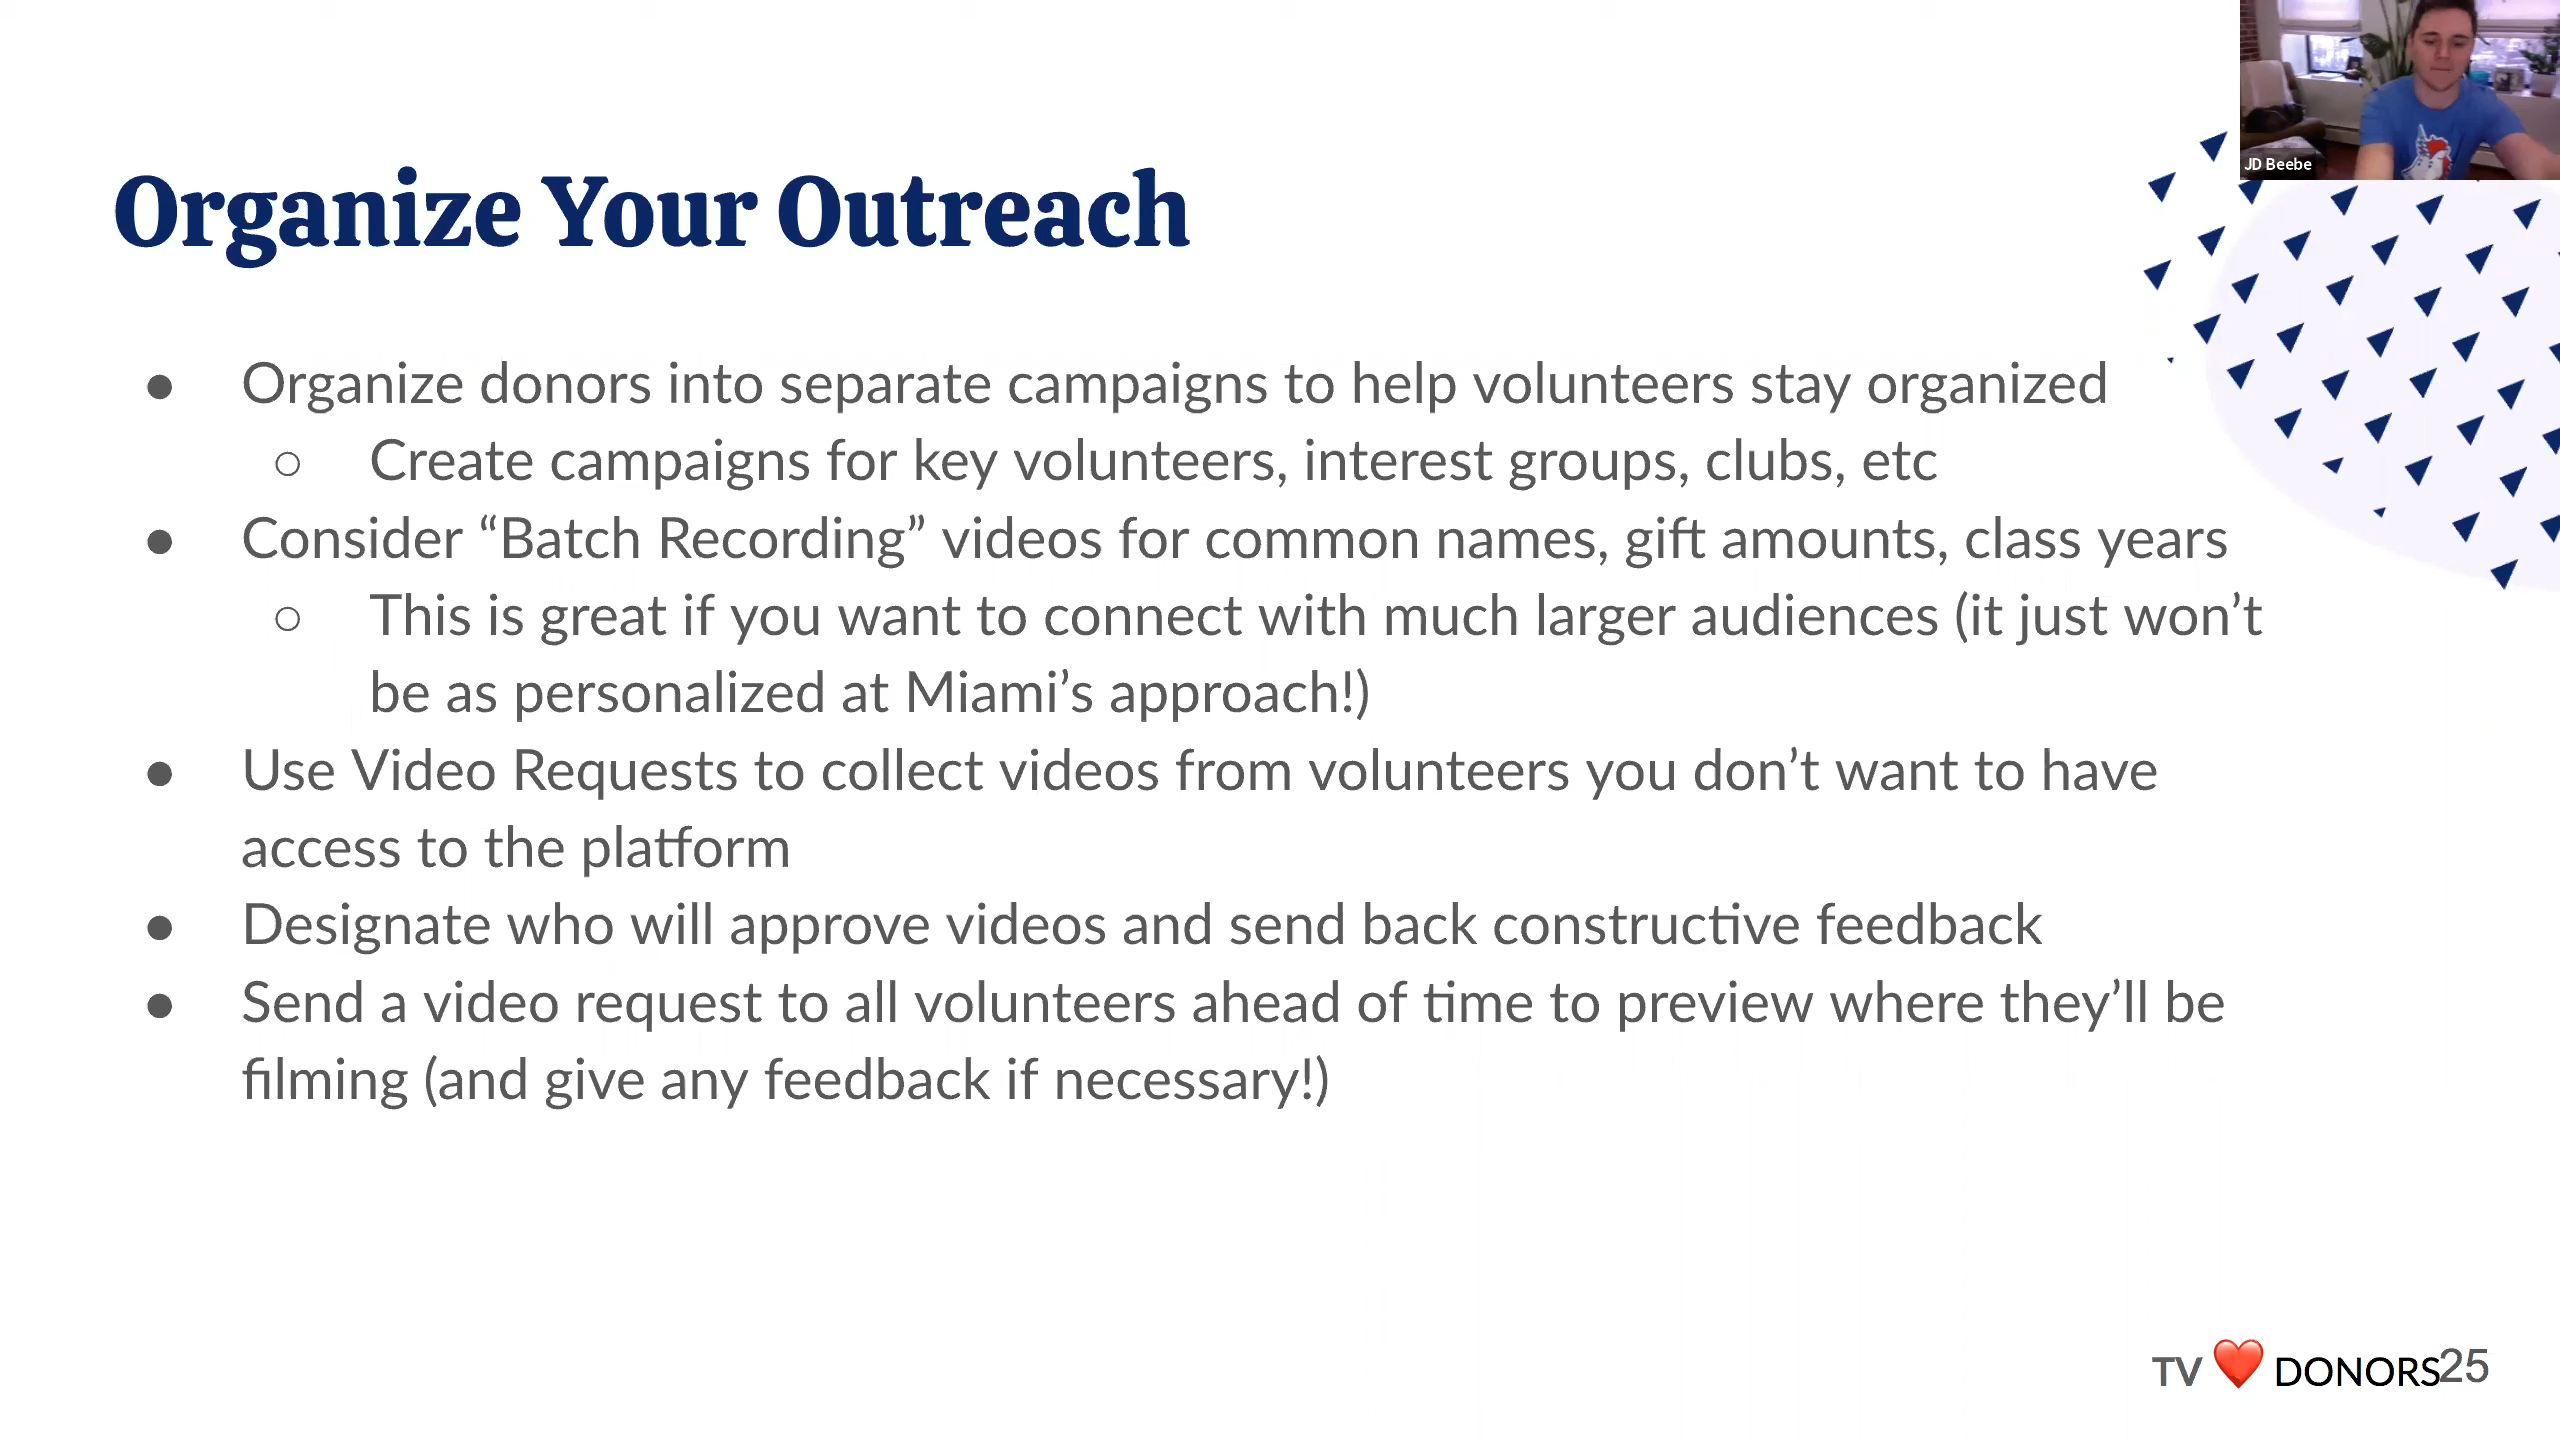 JD Beebe
Organize Your Outreach
● Organize donors into separate campaigns to help volunteers stay organized
○ Create campaigns for key volunteers, interest groups, clubs, etc
● Consider “Batch Recording” videos for common names, gift amounts, class years
○ This is great if you want to connect with much larger audiences (it just won’t
be as personalized at Miami’s approach!)
● Use Video Requests to collect videos from volunteers you don’t want to have
access to the platform
● Designate who will approve videos and send back constructive feedback
● Send a video request to all volunteers ahead of time to preview where they’ll be
filming (and give any feedback if necessary!)
TV ❤️ DONORS25